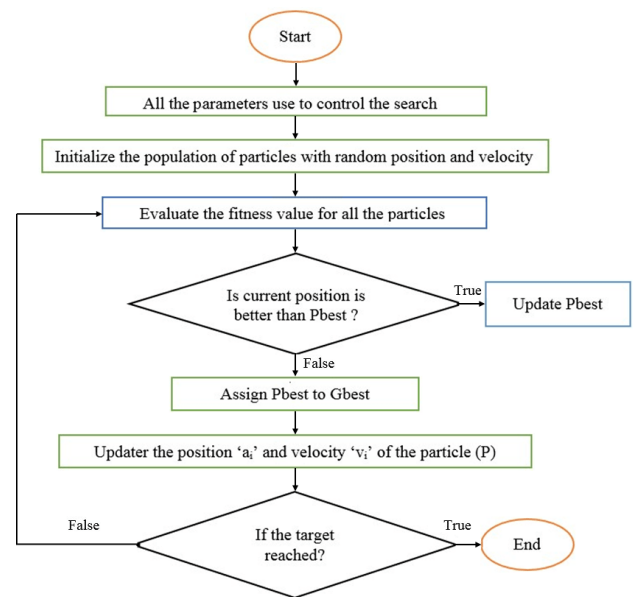 Start
All the parameters use to control the search
Initialize the population of particles with random position and velocity
Evaluate the fitness value for all the particles
Is current position is
better than Pbest ?
True
Update Pbest
False
Assign Pbest to Gbest
Updater the position ‘aᵢ’ and velocity ‘vᵢ’ of the particle (P)
False
If the target
reached?
True
End